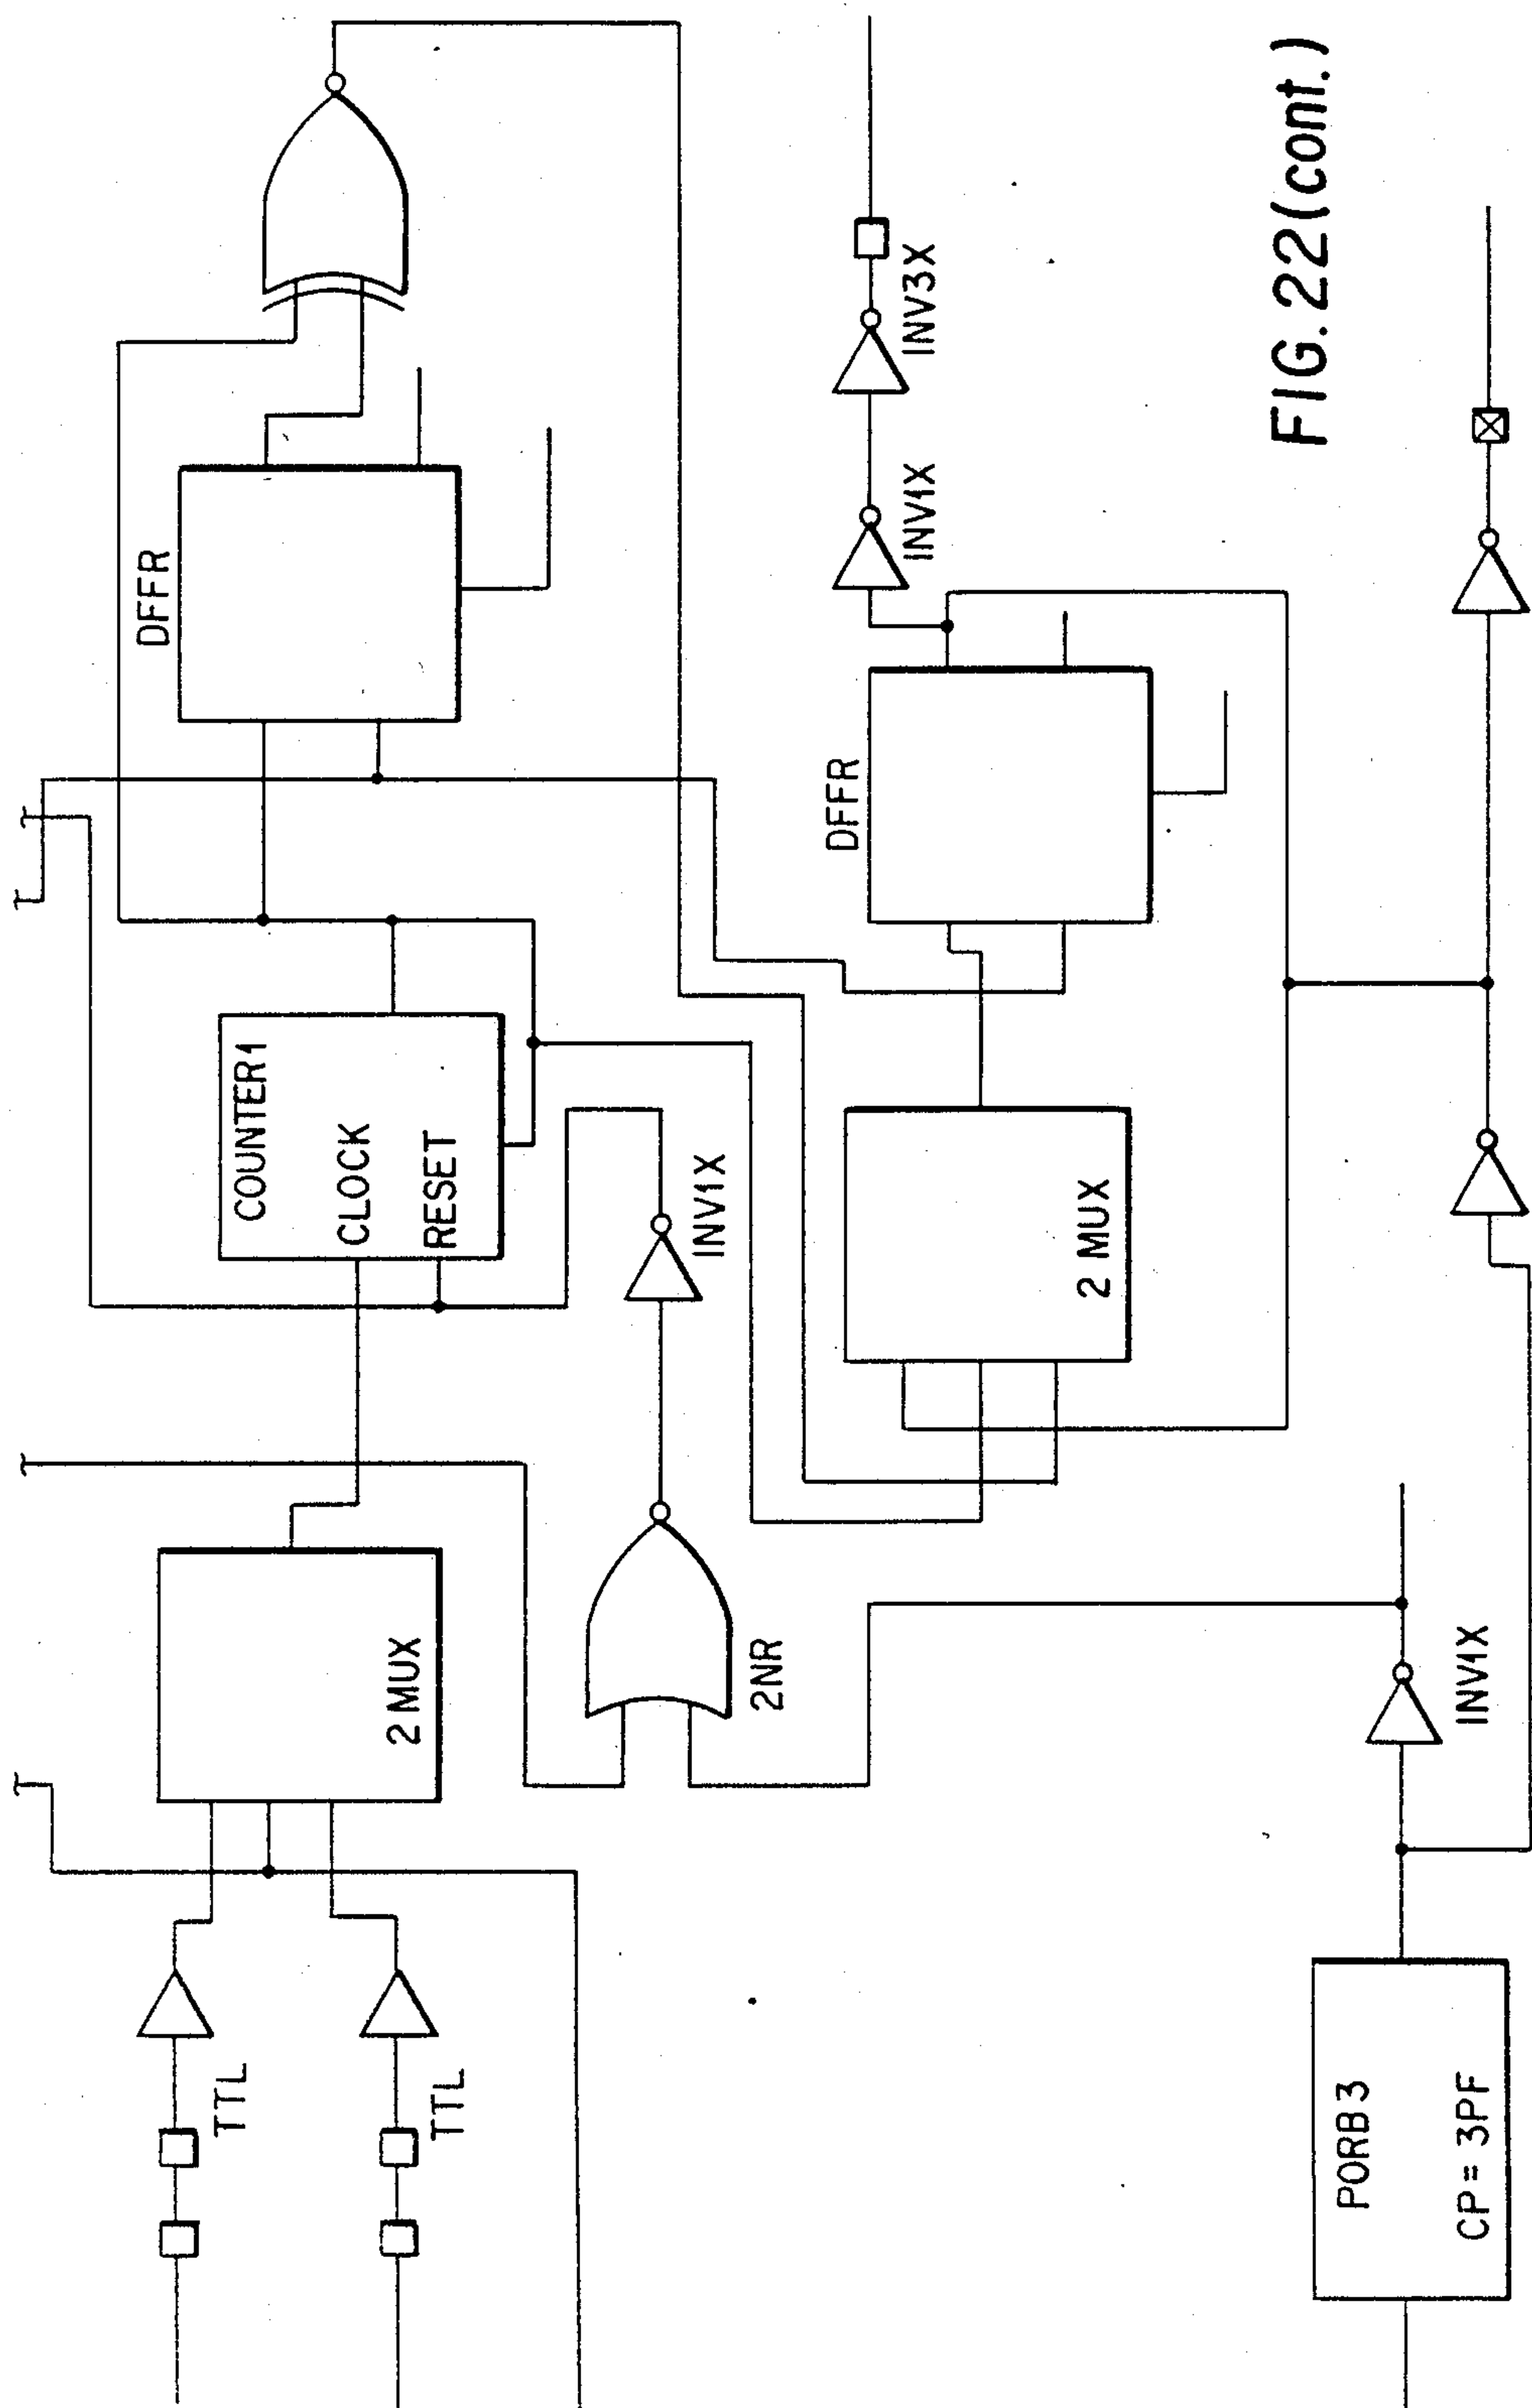 TTL
TTL
2 MUX
COUNTER1
CLOCK
RESET
DFFR
2NR
INV1X
2 MUX
DFFR
INV1X
INV3X
PORB3
CP = 3PF
INV1X
FIG. 22(cont.)